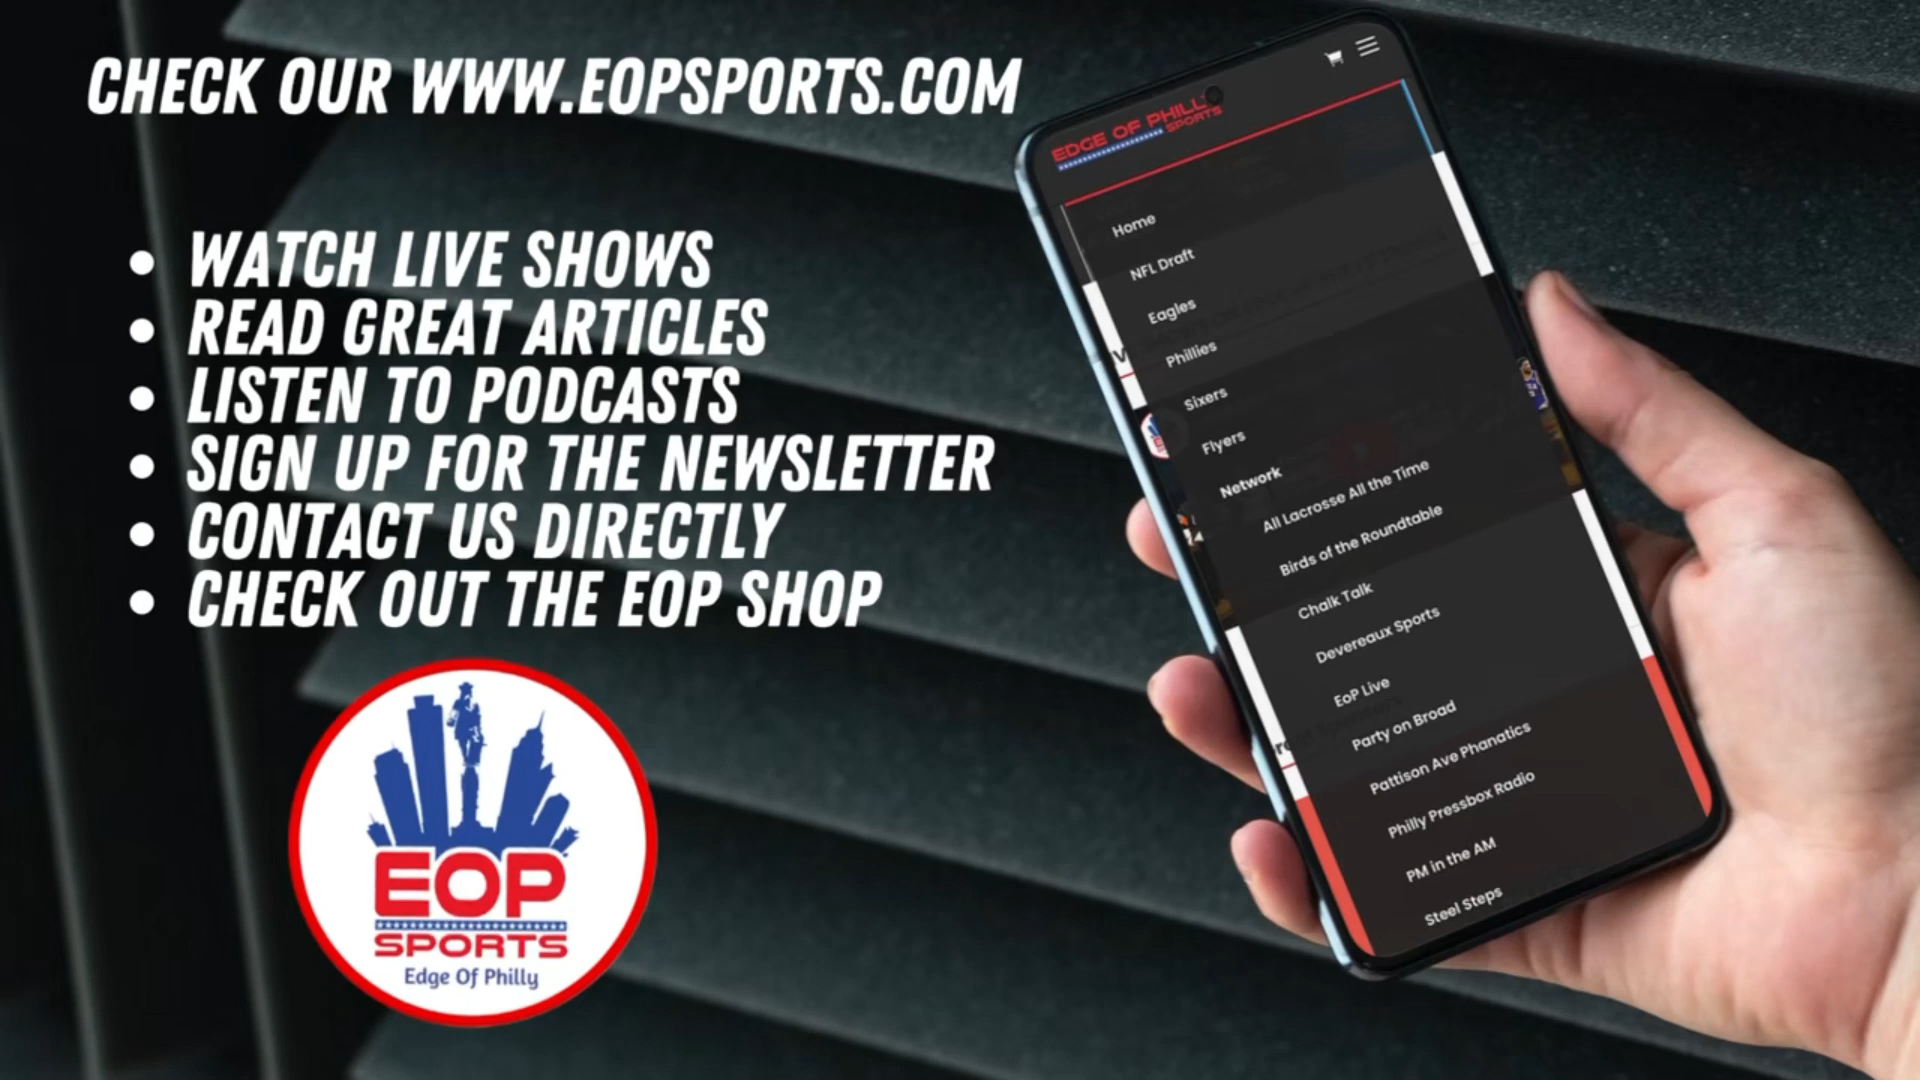 CHECK OUR WWW.EOPSPORTS.COM
• WATCH LIVE SHOWS
• READ GREAT ARTICLES
• LISTEN TO PODCASTS
• SIGN UP FOR THE NEWSLETTER
• CONTACT US DIRECTLY
• CHECK OUT THE EOP SHOP
EOP
SPORTS
Edge Of Philly
EDGE OF PHILLY
SPORTS
Home
NFL Draft
Eagles
Phillies
Sixers
Flyers
Network
All Lacrosse All the Time
Birds of the Roundtable
Chalk Talk
Devereaux Sports
EoP Live
Party on Broad
Pattison Ave Phanatics
Philly Pressbox Radio
PM in the AM
Steel Steps